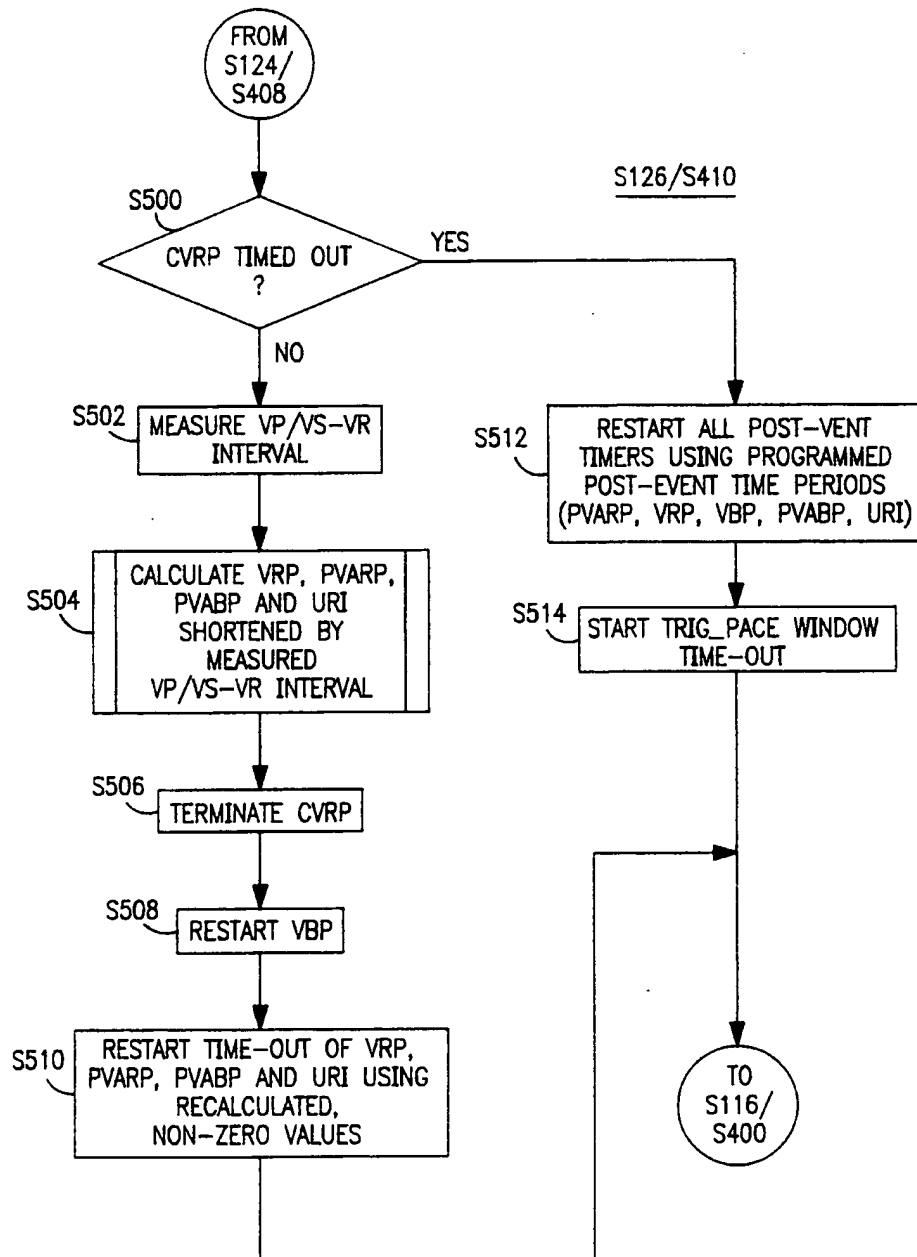 FROM
S124/
S408
S126/S410
S500
CVRP TIMED OUT
?
YES
NO
S502
MEASURE VP/VS-VR
INTERVAL
S504
CALCULATE VRP, PVARP,
PVABP AND URI
SHORTENED BY
MEASURED
VP/VS-VR INTERVAL
S506
TERMINATE CVRP
S508
RESTART VBP
S510
RESTART TIME-OUT OF VRP,
PVARP, PVABP AND URI USING
RECALCULATED,
NON-ZERO VALUES
S512
RESTART ALL POST-VENT
TIMERS USING PROGRAMMED
POST-EVENT TIME PERIODS
(PVARP, VRP, VBP, PVABP, URI)
S514
START TRIG_PACE WINDOW
TIME-OUT
TO
S116/
S400